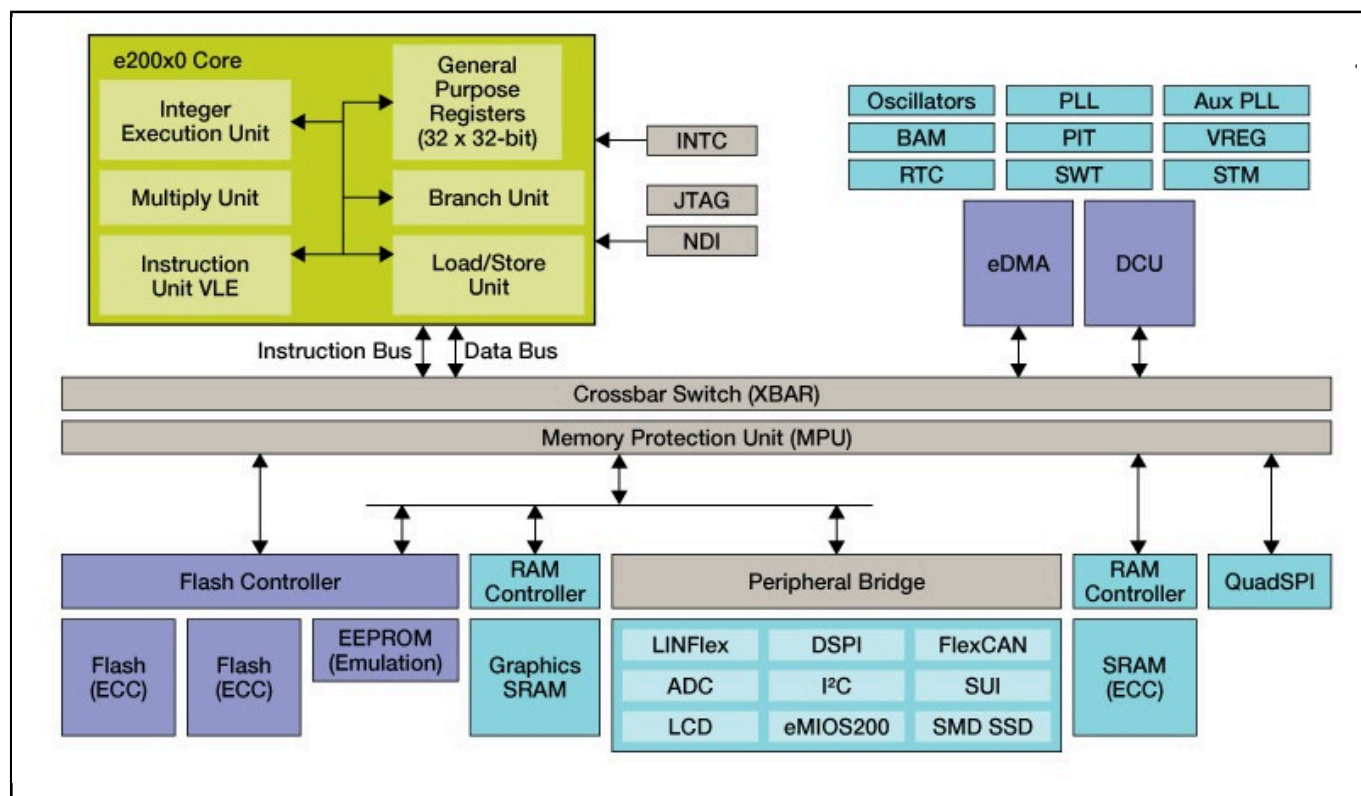 e200x0 Core
Integer
Execution Unit
General
Purpose
Registers
(32 x 32-bit)
Multiply Unit
Branch Unit
Instruction
Unit VLE
Load/Store
Unit
INTC
JTAG
NDI
Oscillators
PLL
Aux PLL
BAM
PIT
VREG
RTC
SWT
STM
eDMA
DCU
Instruction Bus
Data Bus
Crossbar Switch (XBAR)
Memory Protection Unit (MPU)
Flash Controller
RAM
Controller
Peripheral Bridge
RAM
Controller
QuadSPI
Flash
(ECC)
Flash
(ECC)
EEPROM
(Emulation)
Graphics
SRAM
LINFlex
DSPI
FlexCAN
ADC
I²C
SUI
LCD
eMIOS200
SMD SSD
SRAM
(ECC)